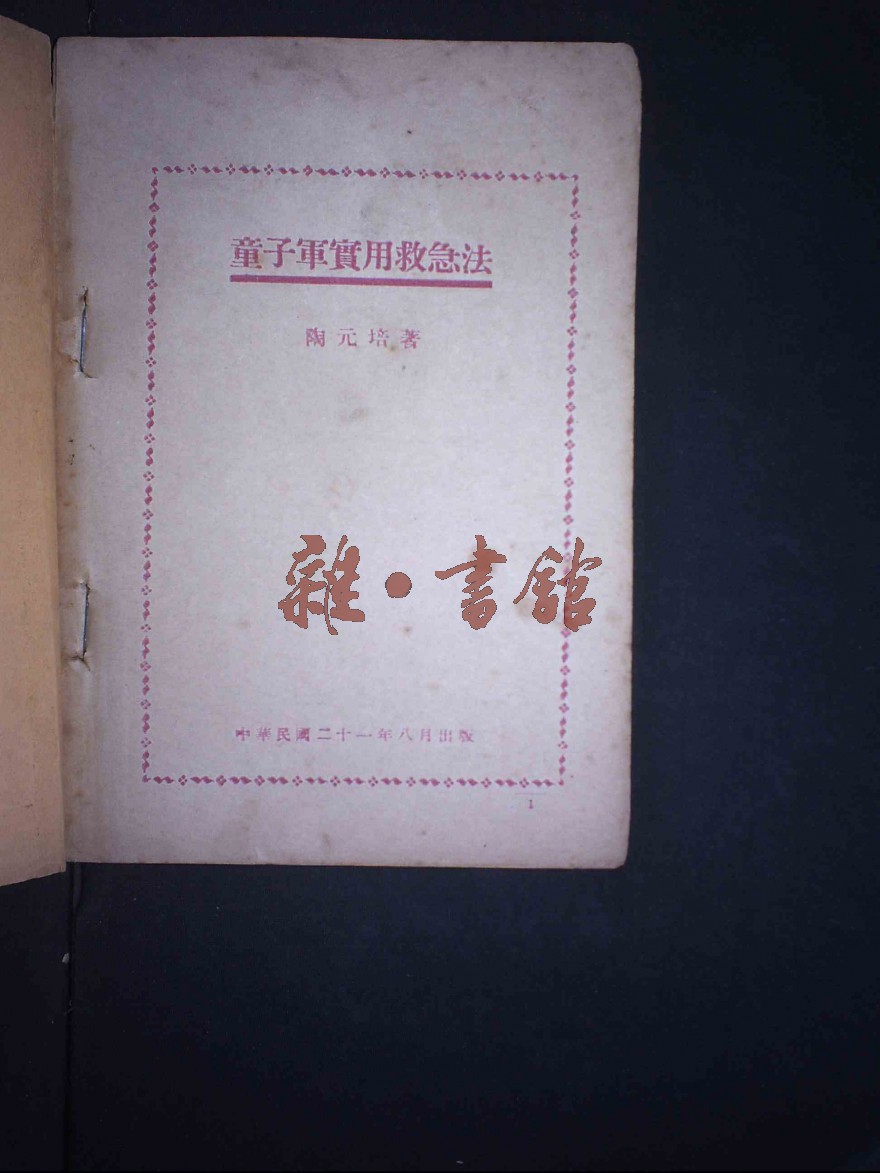 童子軍實用救急法
陶元培著
雜·書館
中華民國二十一年八月出版
1